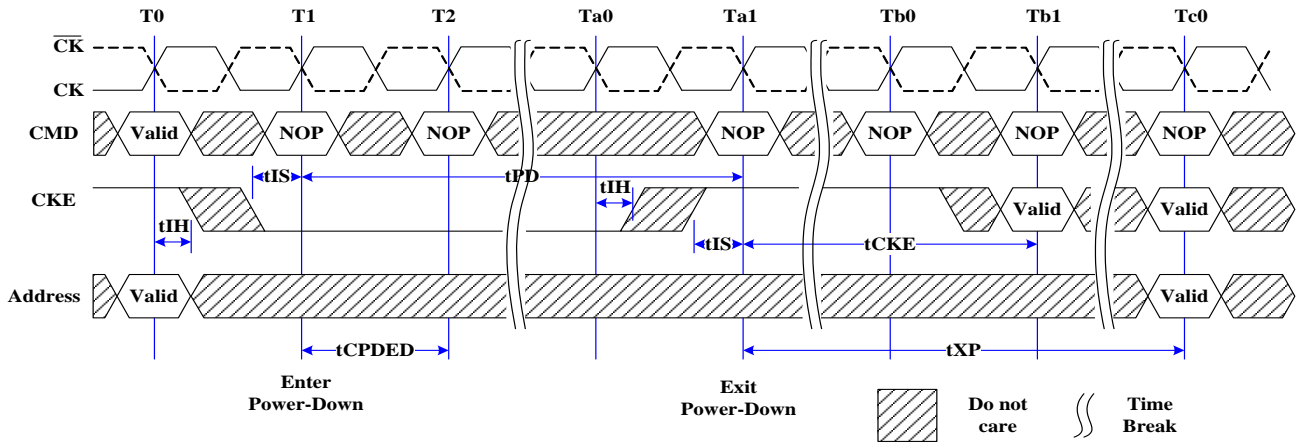 T0 T1 T2 Ta0 Ta1 Tb0 Tb1 Tc0
CK
CK
CMD Valid NOP NOP NOP NOP NOP NOP
tIS tPD tIH
CKE Valid Valid
tIH tIS tCKE
Address Valid Valid
tCPDED tXP
Enter
Power-Down
Exit
Power-Down
Do not
care
Time
Break